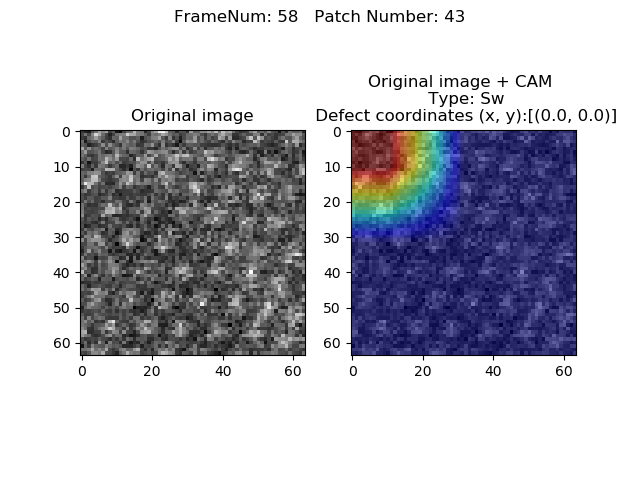 FrameNum: 58   Patch Number: 43
Original image
Original image + CAM
Type: Sw
Defect coordinates (x, y):[(0.0, 0.0)]
0
10
20
30
40
50
60
0 20 40 60
0
10
20
30
40
50
60
0 20 40 60